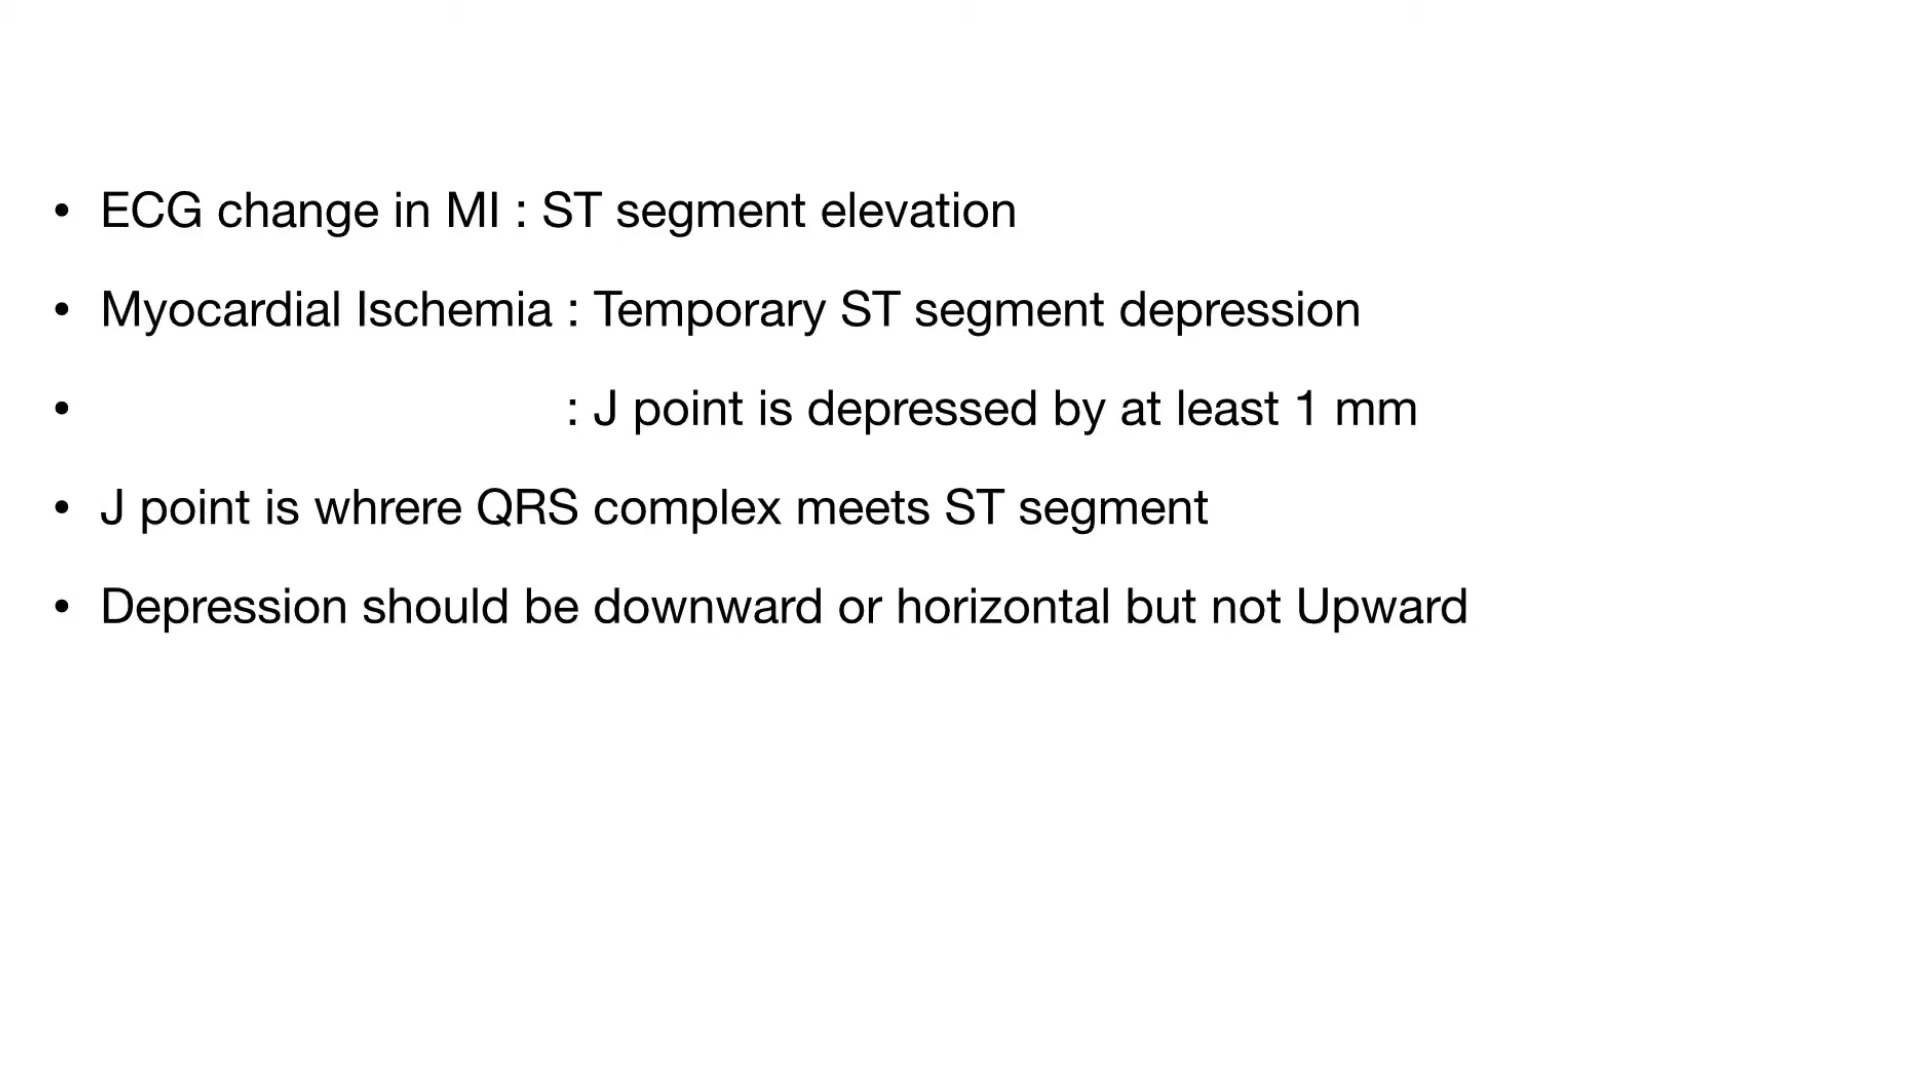 • ECG change in MI : ST segment elevation
• Myocardial Ischemia : Temporary ST segment depression
• : J point is depressed by at least 1 mm
• J point is whrere QRS complex meets ST segment
• Depression should be downward or horizontal but not Upward